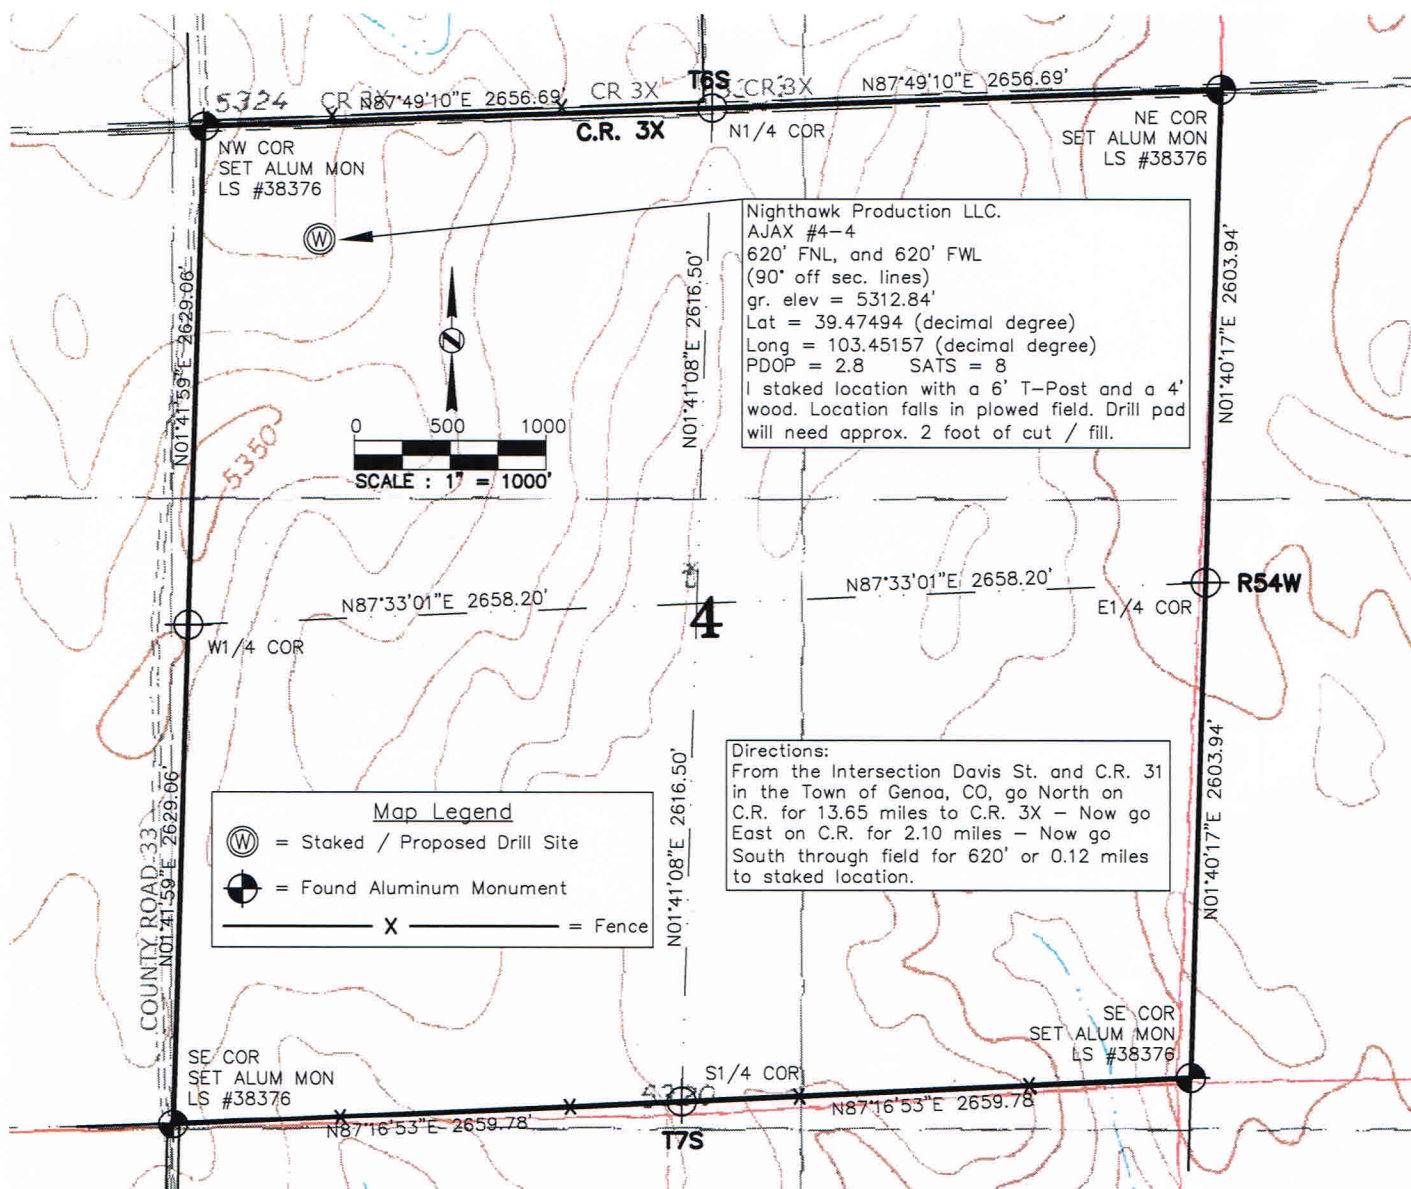 T6S
5324
CR 3X
N87°49'10"E 2656.69'
CR 3X
CR 3X
N87°49'10"E 2656.69'
C.R. 3X
N1/4 COR
NW COR
SET ALUM MON
LS #38376
NE COR
SET ALUM MON
LS #38376
W
Nighthawk Production LLC.
AJAX #4-4
620' FNL, and 620' FWL
(90° off sec. lines)
gr. elev = 5312.84'
Lat = 39.47494 (decimal degree)
Long = 103.45157 (decimal degree)
PDOP = 2.8 SATS = 8
I staked location with a 6' T-Post and a 4'
wood. Location falls in plowed field. Drill pad
will need approx. 2 foot of cut / fill.
N01°41'59"E 2629.06'
N01°41'08"E 2616.50'
N01°40'17"E 2603.94'
0 500 1000
SCALE : 1" = 1000'
5350
N87°33'01"E 2658.20'
N87°33'01"E 2658.20'
R54W
E1/4 COR
4
W1/4 COR
Directions:
From the Intersection Davis St. and C.R. 31
in the Town of Genoa, CO, go North on
C.R. for 13.65 miles to C.R. 3X - Now go
East on C.R. for 2.10 miles - Now go
South through field for 620' or 0.12 miles
to staked location.
Map Legend
W = Staked / Proposed Drill Site
= Found Aluminum Monument
X = Fence
COUNTY ROAD 33
N01°41'59"E 2629.06'
N01°41'08"E 2616.50'
N01°40'17"E 2603.94'
SE COR
SET ALUM MON
LS #38376
SE COR
SET ALUM MON
LS #38376
S1/4 COR
N87°16'53"E 2659.78'
N87°16'53"E 2659.78'
T7S